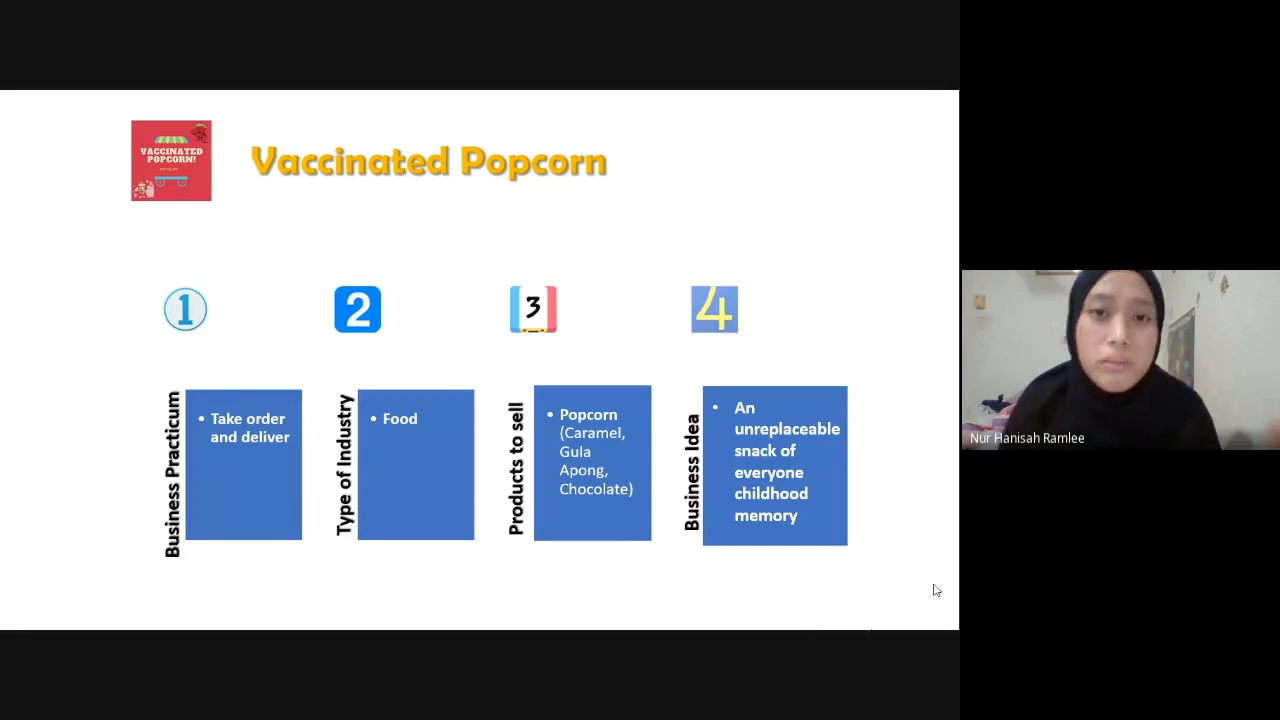 VACCINATED
POPCORN!
Vaccinated Popcorn
1
2
3
4
Business Practicum
• Take order
and deliver
Type of Industry
• Food
Products to sell
• Popcorn
(Caramel,
Gula
Apong,
Chocolate)
Business Idea
• An
unreplaceable
snack of
everyone
childhood
memory
Nur Hanisah Ramlee